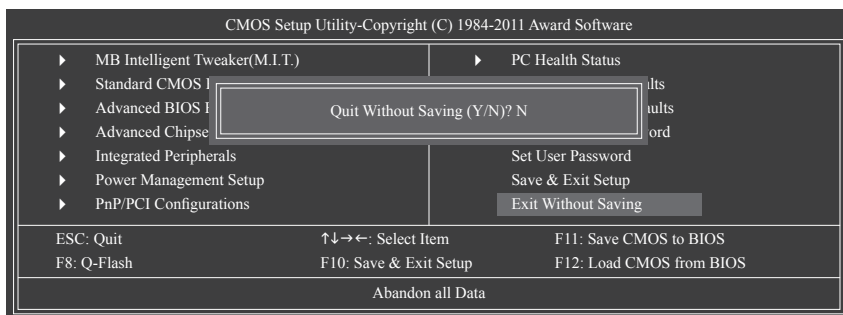 CMOS Setup Utility-Copyright (C) 1984-2011 Award Software
▶ MB Intelligent Tweaker(M.I.T.)
▶ Standard CMOS
▶ Advanced BIOS
▶ Advanced Chipse
▶ Integrated Peripherals
▶ Power Management Setup
▶ PnP/PCI Configurations
▶ PC Health Status
Set User Password
Save & Exit Setup
Exit Without Saving
Quit Without Saving (Y/N)? N
ESC: Quit ↑↓→←: Select Item F11: Save CMOS to BIOS
F8: Q-Flash F10: Save & Exit Setup F12: Load CMOS from BIOS
Abandon all Data